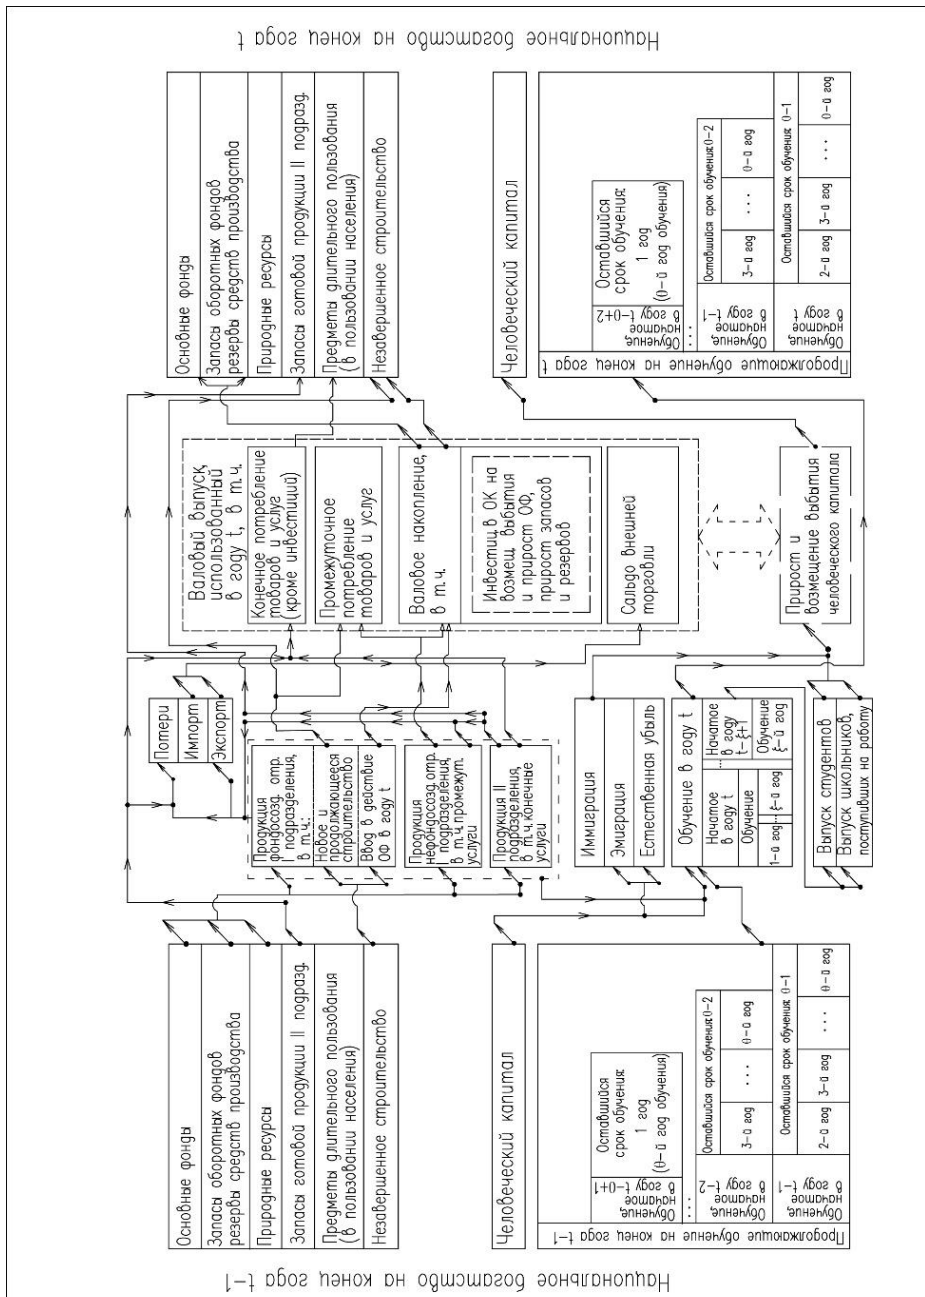 Национальное богатство на конец года t-1
Основные фонды
Запасы оборотных фондов
резервы средств производства
Природные ресурсы
Запасы готовой продукции II подразд.
Предметы длительного пользования
(в пользовании населения)
Незавершенное строительство
Человеческий капитал
Продолжающие обучение на конец года t-1
Обучение,
начатое
в году t-θ+1
Оставшийся
срок обучения:
1 год
(θ-й год обучения)
...
Обучение,
начатое
в году t-2
Оставшийся срок обучения:θ-2
3-й год
...
θ-й год
Обучение,
начатое
в году t-1
Оставшийся срок обучения: θ-1
2-й год
3-й год
...
θ-й год
Потери
Импорт
Экспорт
Продукция
фондосозд. отр.
I подразделения,
в т.ч.:
Новое и
продолжающееся
строительство
Ввод в действие
ОФ в году t
Продукция
нефондосозд. отр.
I подразделения,
в т.ч. промежут.
услуги
Продукция II
подразделения,
в т.ч. конечные
услуги
Иммиграция
Эмиграция
Естественная убыль
Обучение в году t
Начатое
в году t
...
Начатое
в году
t-ξ+1
Обучение
1-й год
...
ξ-й год
Обучение
ξ-й год
Выпуск студентов
Выпуск школьников,
поступивших на работу
Валовый выпуск,
использованный
в году t, в т.ч.
Конечное потребление
товаров и услуг
(кроме инвестиций)
Промежуточное
потребление
товаров и услуг
Валовое накопление,
в т.ч.
Инвестиц. в ОК на
возмещ. выбытия
и прирост ОФ,
прирост запасов
и резервов
Сальдо внешней
торговли
Прирост и
возмещение выбытия
человеческого капитала
Основные фонды
Запасы оборотных фондов
резервы средств производства
Природные ресурсы
Запасы готовой продукции II подразд.
Предметы длительного пользования
(в пользовании населения)
Незавершенное строительство
Человеческий капитал
Продолжающие обучение на конец года t
Обучение,
начатое
в году t-θ+2
Оставшийся
срок обучения:
1 год
(θ-й год обучения)
...
Обучение,
начатое
в году t-1
Оставшийся срок обучения:θ-2
3-й год
...
θ-й год
Обучение,
начатое
в году t
Оставшийся срок обучения: θ-1
2-й год
3-й год
...
θ-й год
Национальное богатство на конец года t